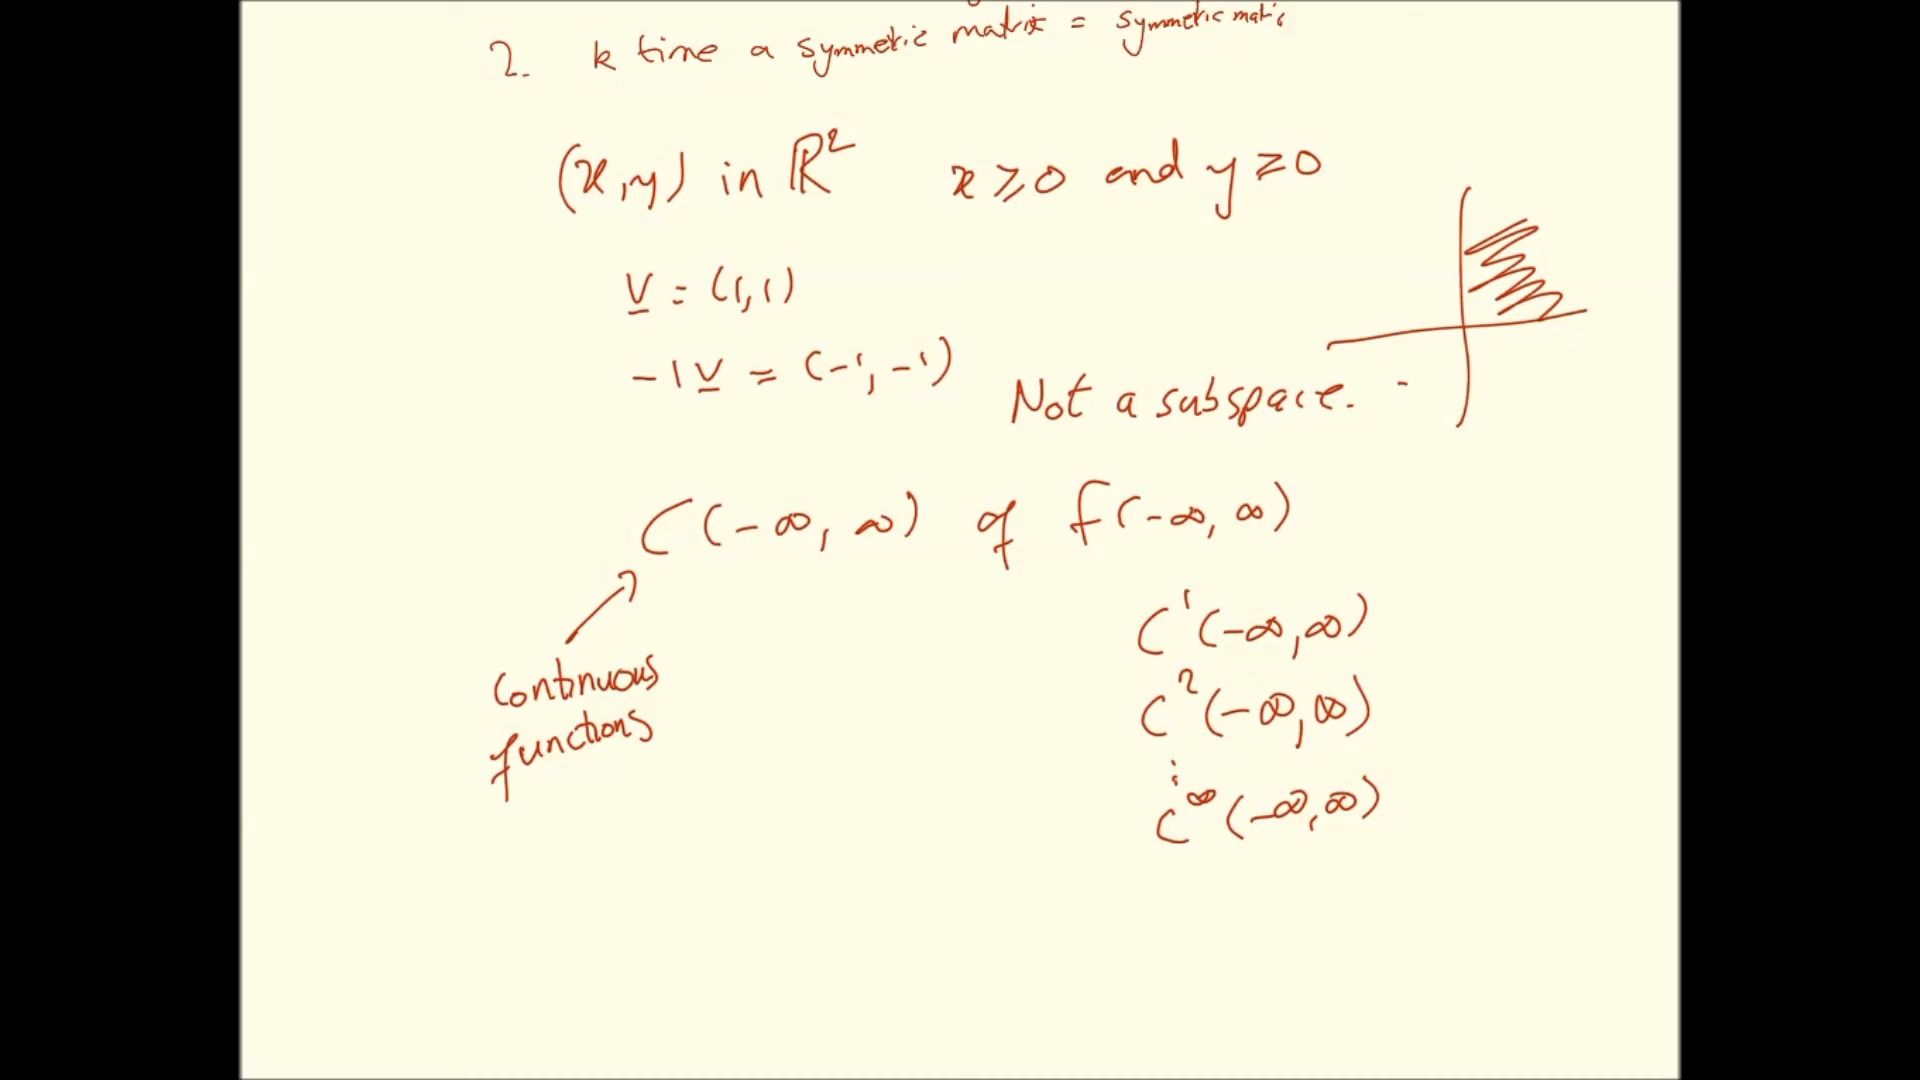 2. k time a symmetric matrix = symmetric matric
(x,y) in ℝ² x ⩾ 0 and y ⩾ 0
v = (1,1)
-1v = (-1,-1)
Not a subspace.
C(-∞, ∞) of F(-∞, ∞)
C¹(-∞,∞)
Continuous
C²(-∞,∞)
functions
⋮
C^∞(-∞,∞)